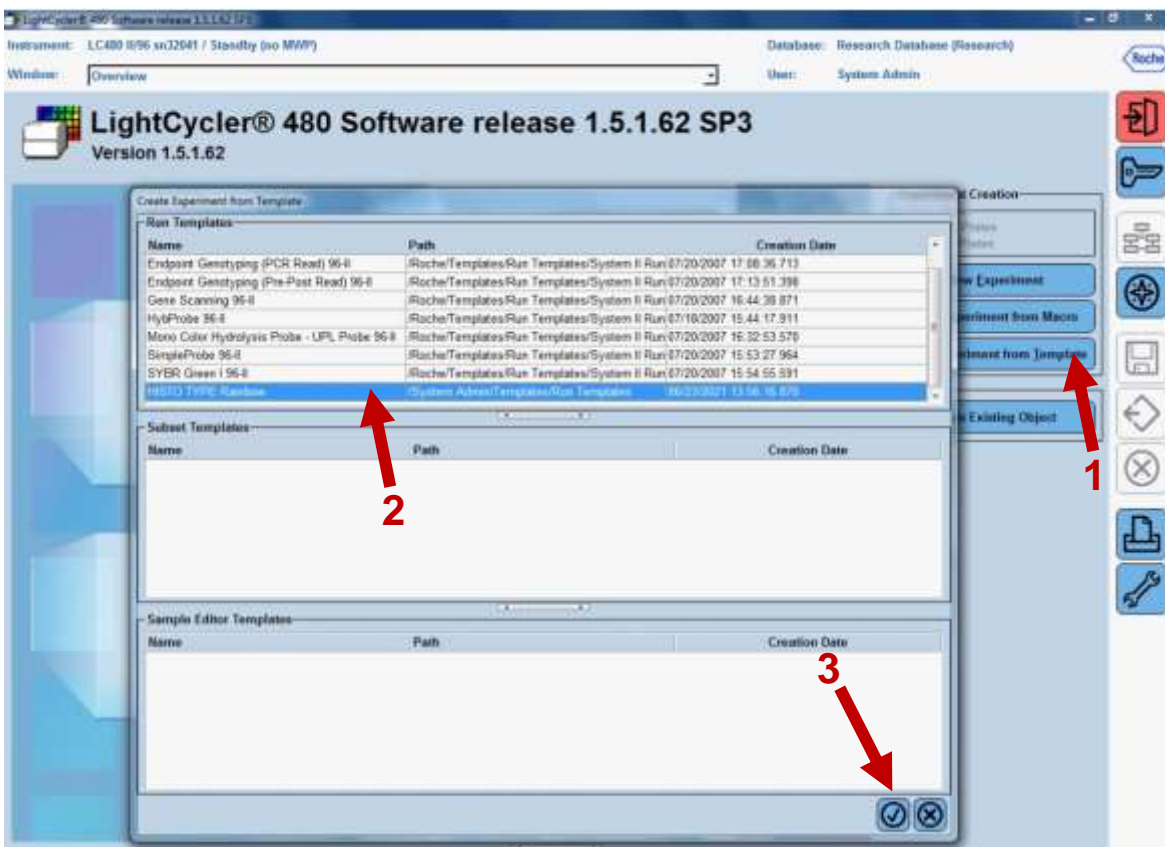 LightCycler® 480 Software release 1.5.1.62 SP3
Instrument: LC480 II/96 sn32041 / Standby (no MWP)
Database: Research Database (Research)
Roche
Window: Overview
User: System Admin
LightCycler® 480 Software release 1.5.1.62 SP3
Version 1.5.1.62
Create Experiment from Template
Creation
Run Templates
Name Path Creation Date
Endpoint Genotyping (PCR Read) 96-II /Roche/Templates/Run Templates/System II Run 07/20/2007 17:08:36.713
Endpoint Genotyping (Pre-Post Read) 96-II /Roche/Templates/Run Templates/System II Run 07/20/2007 17:13:51.398
Gene Scanning 96-II /Roche/Templates/Run Templates/System II Run 07/20/2007 16:44:39.871
HybProbe 96-II /Roche/Templates/Run Templates/System II Run 07/18/2007 15:44:17.911
Mono Color Hydrolysis Probe - UPL Probe 96-II /Roche/Templates/Run Templates/System II Run 07/20/2007 16:32:53.570
SimpleProbe 96-II /Roche/Templates/Run Templates/System II Run 07/20/2007 15:53:27.964
SYBR Green I 96-II /Roche/Templates/Run Templates/System II Run 07/20/2007 15:54:55.591
HISTO TYPE Rainbow /System Admin/Templates/Run Templates
Experiment
from Macro
from Template
Existing Object
1
2
Subset Templates
Name Path Creation Date
Sample Editor Templates
Name Path Creation Date
3